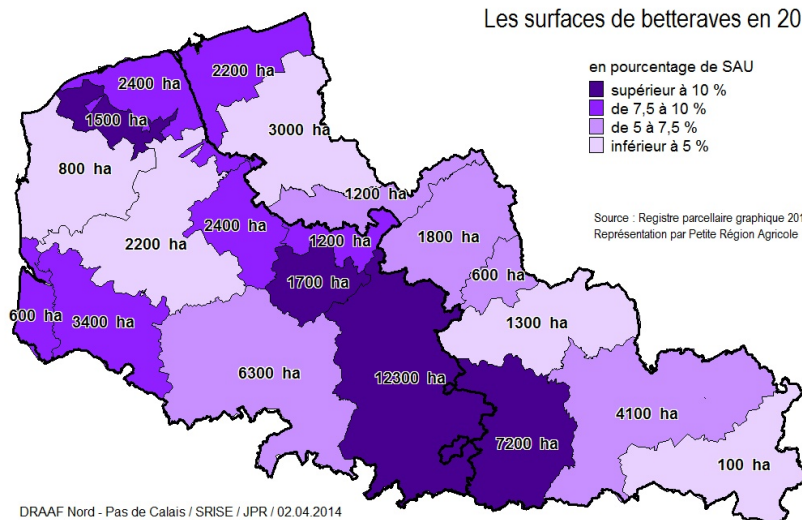 Les surfaces de betteraves en 20
en pourcentage de SAU
supérieur à 10 %
de 7,5 à 10 %
de 5 à 7,5 %
inférieur à 5 %
2400 ha
2200 ha
1500 ha
3000 ha
800 ha
1200 ha
2400 ha
2200 ha
1200 ha
1800 ha
Source : Registre parcellaire graphique 201
Représentation par Petite Région Agricole
1700 ha
600 ha
600 ha
3400 ha
1300 ha
6300 ha
12300 ha
4100 ha
7200 ha
100 ha
DRAAF Nord - Pas de Calais / SRISE / JPR / 02.04.2014